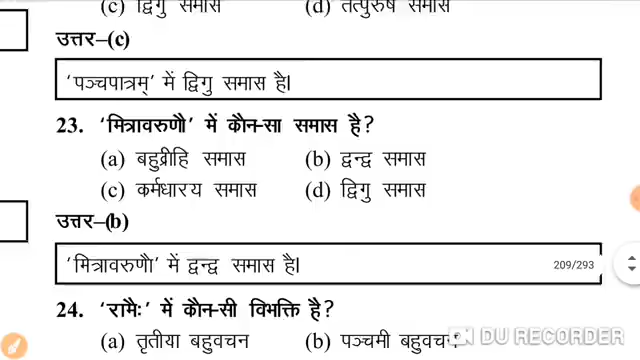 (c) द्विगु समास (d) तत्पुरुष समास
उत्तर–(c)
‘पञ्चपात्रम्’ में द्विगु समास है।
23. ‘मित्रावरुणौ’ में कौन-सा समास है?
(a) बहुव्रीहि समास (b) द्वन्द्व समास
(c) कर्मधारय समास (d) द्विगु समास
उत्तर–(b)
‘मित्रावरुणौ’ में द्वन्द्व समास है।
209/293
24. ‘रामैः’ में कौन-सी विभक्ति है?
(a) तृतीया बहुवचन (b) पञ्चमी बहुवचन
DU RECORDER